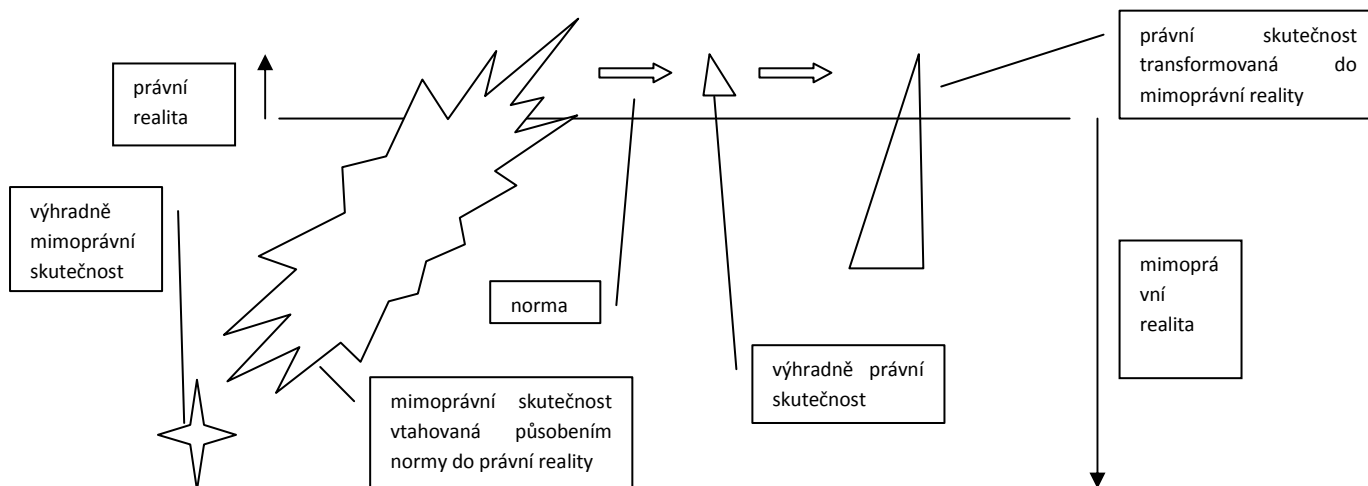 právní
realita
výhradně
mimoprávní
skutečnost
mimoprávní skutečnost
vtahovaná působením
normy do právní reality
norma
výhradně právní
skutečnost
právní skutečnost
transformovaná do
mimoprávní reality
mimoprá
vní
realita